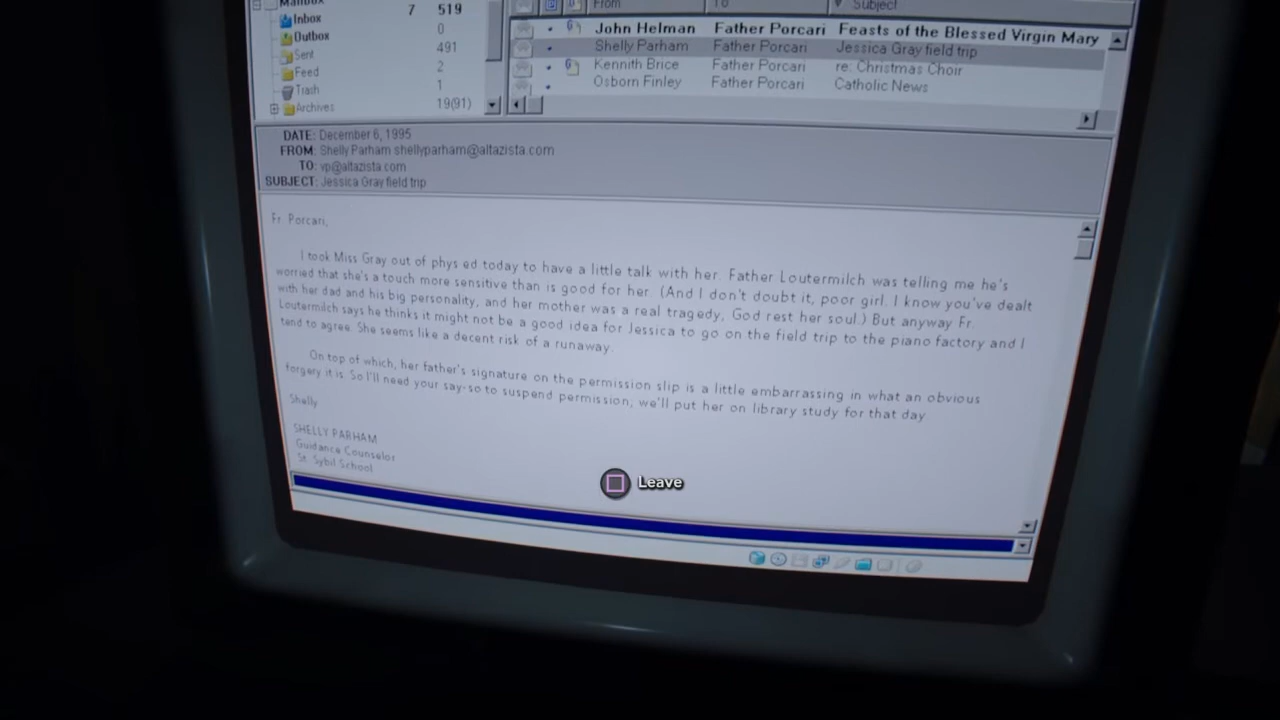 Mailbox 7 519
From To Subject
Inbox 0
John Helman Father Porcari Feasts of the Blessed Virgin Mary
Outbox 491
Shelly Parham Father Porcari Jessica Gray field trip
Sent 2
Kennith Brice Father Porcari re: Christmas Choir
Feed 1
Osborn Finley Father Porcari Catholic News
Trash
Archives 19(91)
DATE: December 6, 1995
FROM: Shelly Parham shellyparham@altazista.com
TO: vp@altazista.com
SUBJECT: Jessica Gray field trip
Fr Porcari,
I took Miss Gray out of phys ed today to have a little talk with her. Father Loutermilch was telling me he's
worried that she's a touch more sensitive than is good for her. (And I don't doubt it, poor girl. I know you've dealt
with her dad and his big personality, and her mother was a real tragedy, God rest her soul.) But anyway Fr.
Loutermilch says he thinks it might not be a good idea for Jessica to go on the field trip to the piano factory and I
tend to agree. She seems like a decent risk of a runaway.
On top of which, her father's signature on the permission slip is a little embarrassing in what an obvious
forgery it is. So I'll need your say-so to suspend permission, we'll put her on library study for that day
Shelly
SHELLY PARHAM
Guidance Counselor
St. Sybil School
Leave